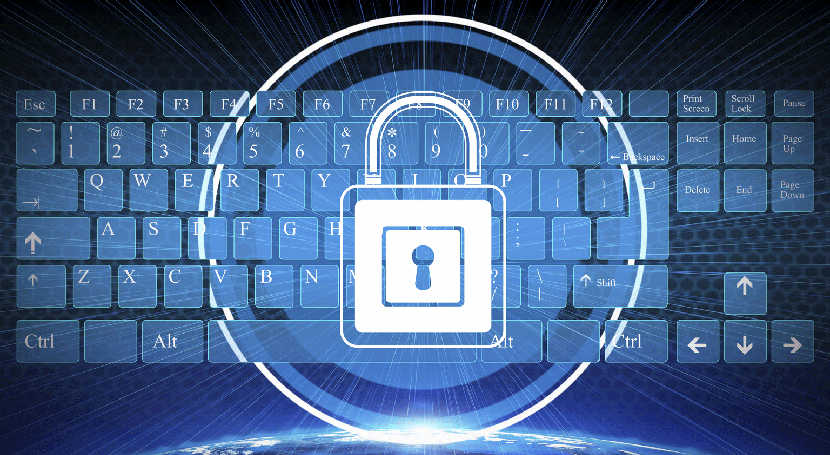 Esc F1 F2 F3 F4 F5 F6 F7 F8 F9 F10 F11 F12 Print Screen Scroll Lock Pause
~ ! @ # $ % ^ & * ( ) — ~
` 1 2 3 4 5 6 7 8 9 0 - ← Backspace Insert Home Page Up
Q W E R T Y I O P { } [ ] Delete End Page Down
A S D F G H : ; | \
Z X C V B N M ? / \ | Shift
Ctrl Alt Alt Ctrl